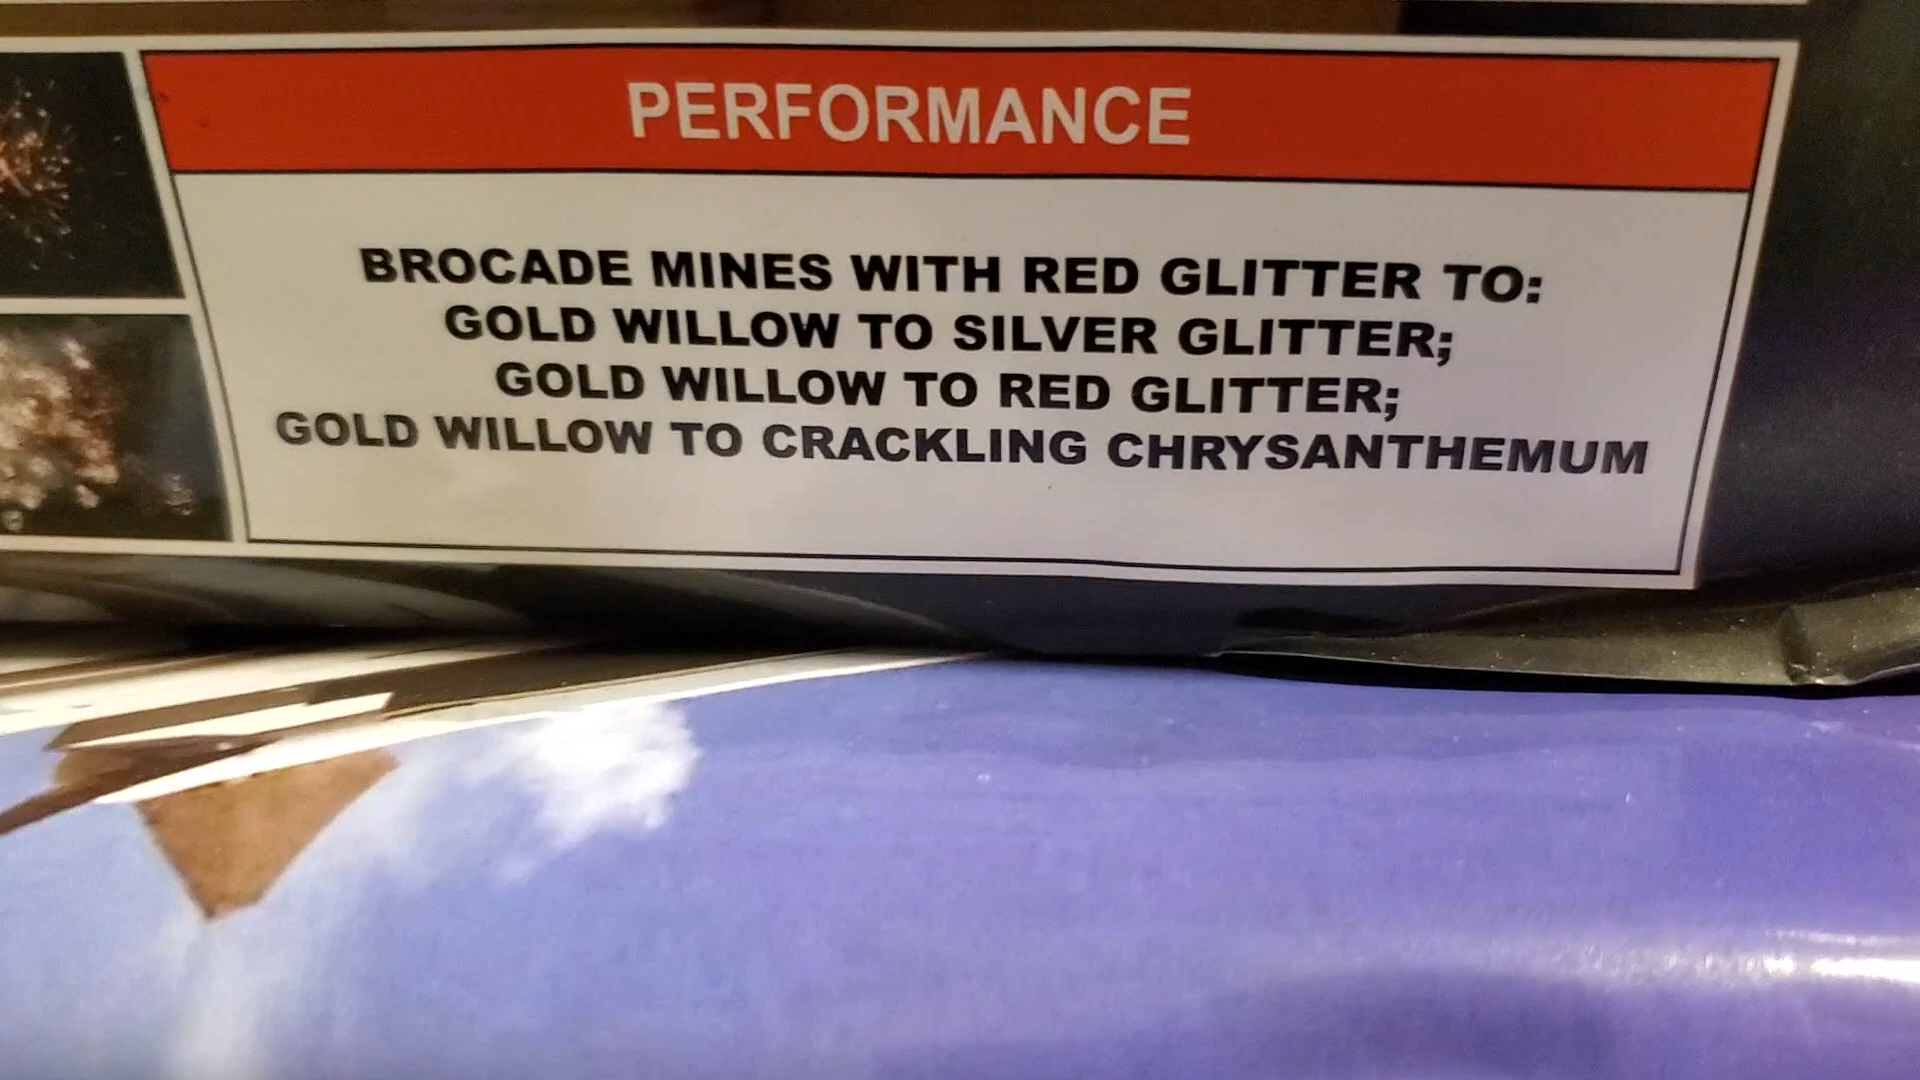 PERFORMANCE
BROCADE MINES WITH RED GLITTER TO:
GOLD WILLOW TO SILVER GLITTER;
GOLD WILLOW TO RED GLITTER;
GOLD WILLOW TO CRACKLING CHRYSANTHEMUM